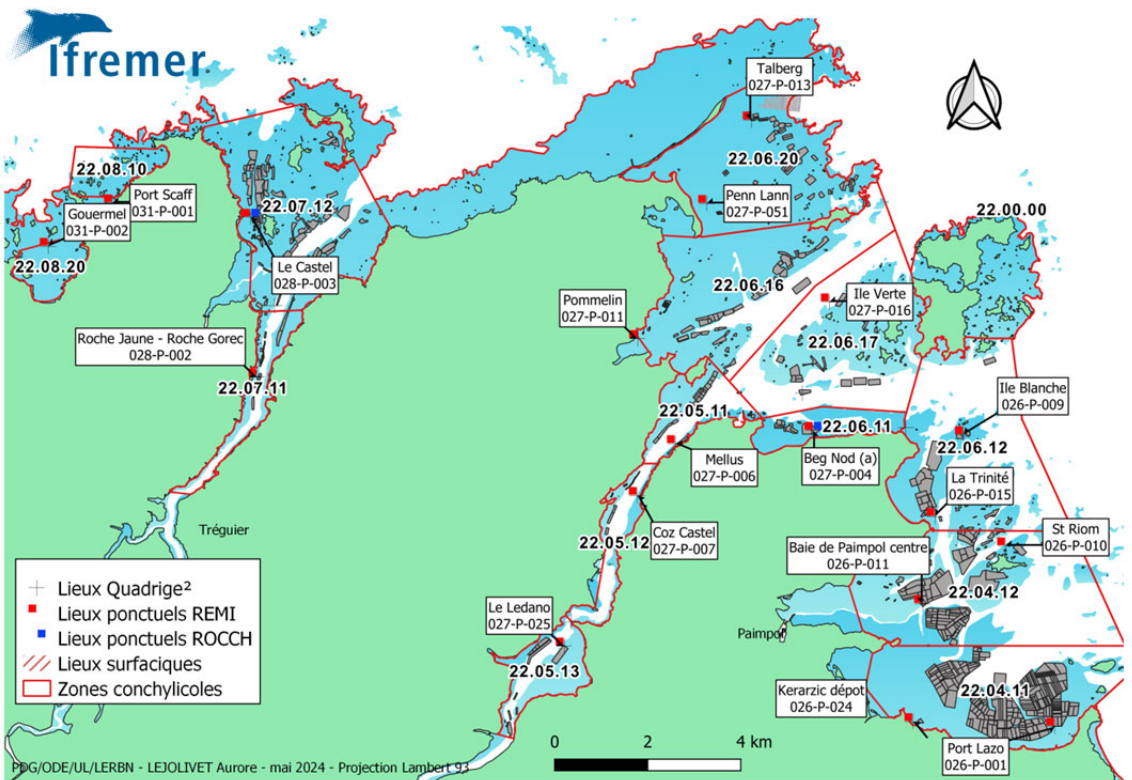 Ifremer
Talberg
027-P-013
22.08.10
Port Scaff
031-P-001
22.06.20
Gouermel
031-P-002
22.07.12
Penn Lann
027-P-051
22.00.00
22.08.20
Le Castel
028-P-003
22.06.16
Pommelin
027-P-011
Ile Verte
027-P-016
Roche Jaune - Roche Gorec
028-P-002
22.06.17
22.07.11
Ile Blanche
026-P-009
22.05.11
22.06.11
22.06.12
Mellus
027-P-006
Beg Nod (a)
027-P-004
La Trinité
026-P-015
Tréguier
Coz Castel
027-P-007
22.05.12
St Riom
026-P-010
Baie de Paimpol centre
026-P-011
22.04.12
Lieux Quadrige²
Lieux ponctuels REMI
Lieux ponctuels ROCCH
Lieux surfaciques
Zones conchylicoles
Le Ledano
027-P-025
Paimpol
22.05.13
22.04.11
Kerarzic dépot
026-P-024
Port Lazo
026-P-001
0 2 4 km
PDG/ODE/UL/LERBN - LEJOLIVET Aurore - mai 2024 - Projection Lambert 93